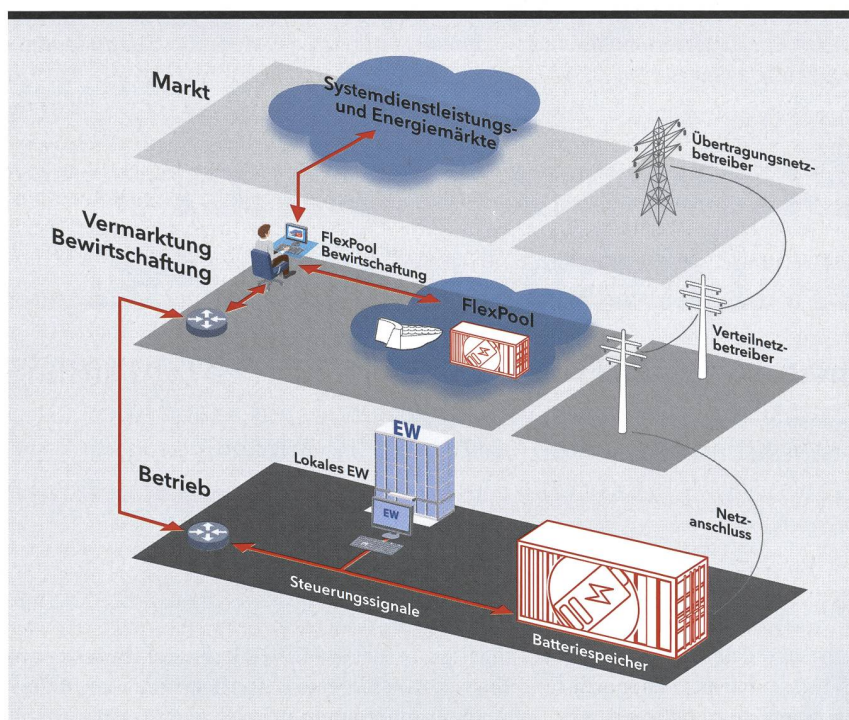 Markt
Systemdienstleistungs-
und Energiemärkte
Übertragungsnetz-
betreiber
Vermarktung
Bewirtschaftung
FlexPool
Bewirtschaftung
FlexPool
Verteilnetz-
betreiber
EW
Lokales EW
Betrieb
EW
Netz-
anschluss
Steuerungssignale
Batteriespeicher